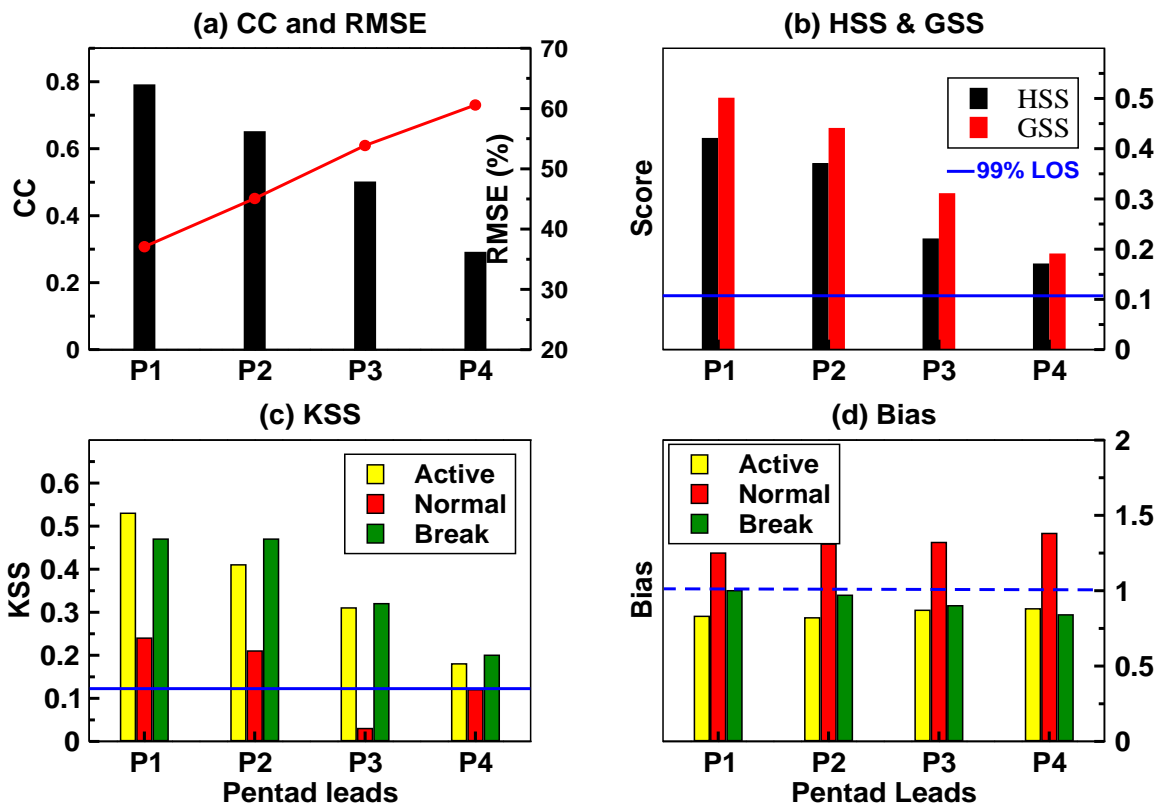 (a) CC and RMSE
CC
0.8
0.6
0.4
0.2
0
70
60
50
40
30
20
RMSE (%)
P1 P2 P3 P4
(b) HSS & GSS
Score
HSS
GSS
99% LOS
0.5
0.4
0.3
0.2
0.1
0
P1 P2 P3 P4
(c) KSS
KSS
0.6
0.5
0.4
0.3
0.2
0.1
0
Active
Normal
Break
P1 P2 P3 P4
Pentad leads
(d) Bias
Bias
Active
Normal
Break
2
1.5
1
0.5
0
P1 P2 P3 P4
Pentad Leads